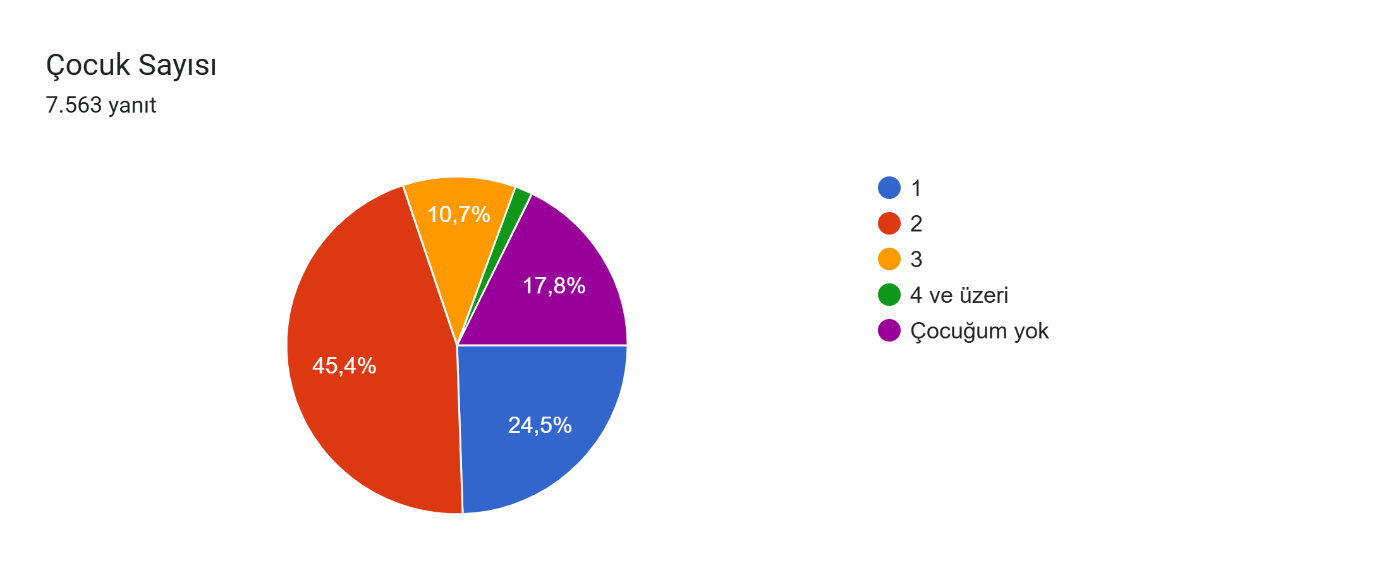 Çocuk Sayısı
7.563 yanıt
10,7%
17,8%
45,4%
24,5%
1
2
3
4 ve üzeri
Çocuğum yok